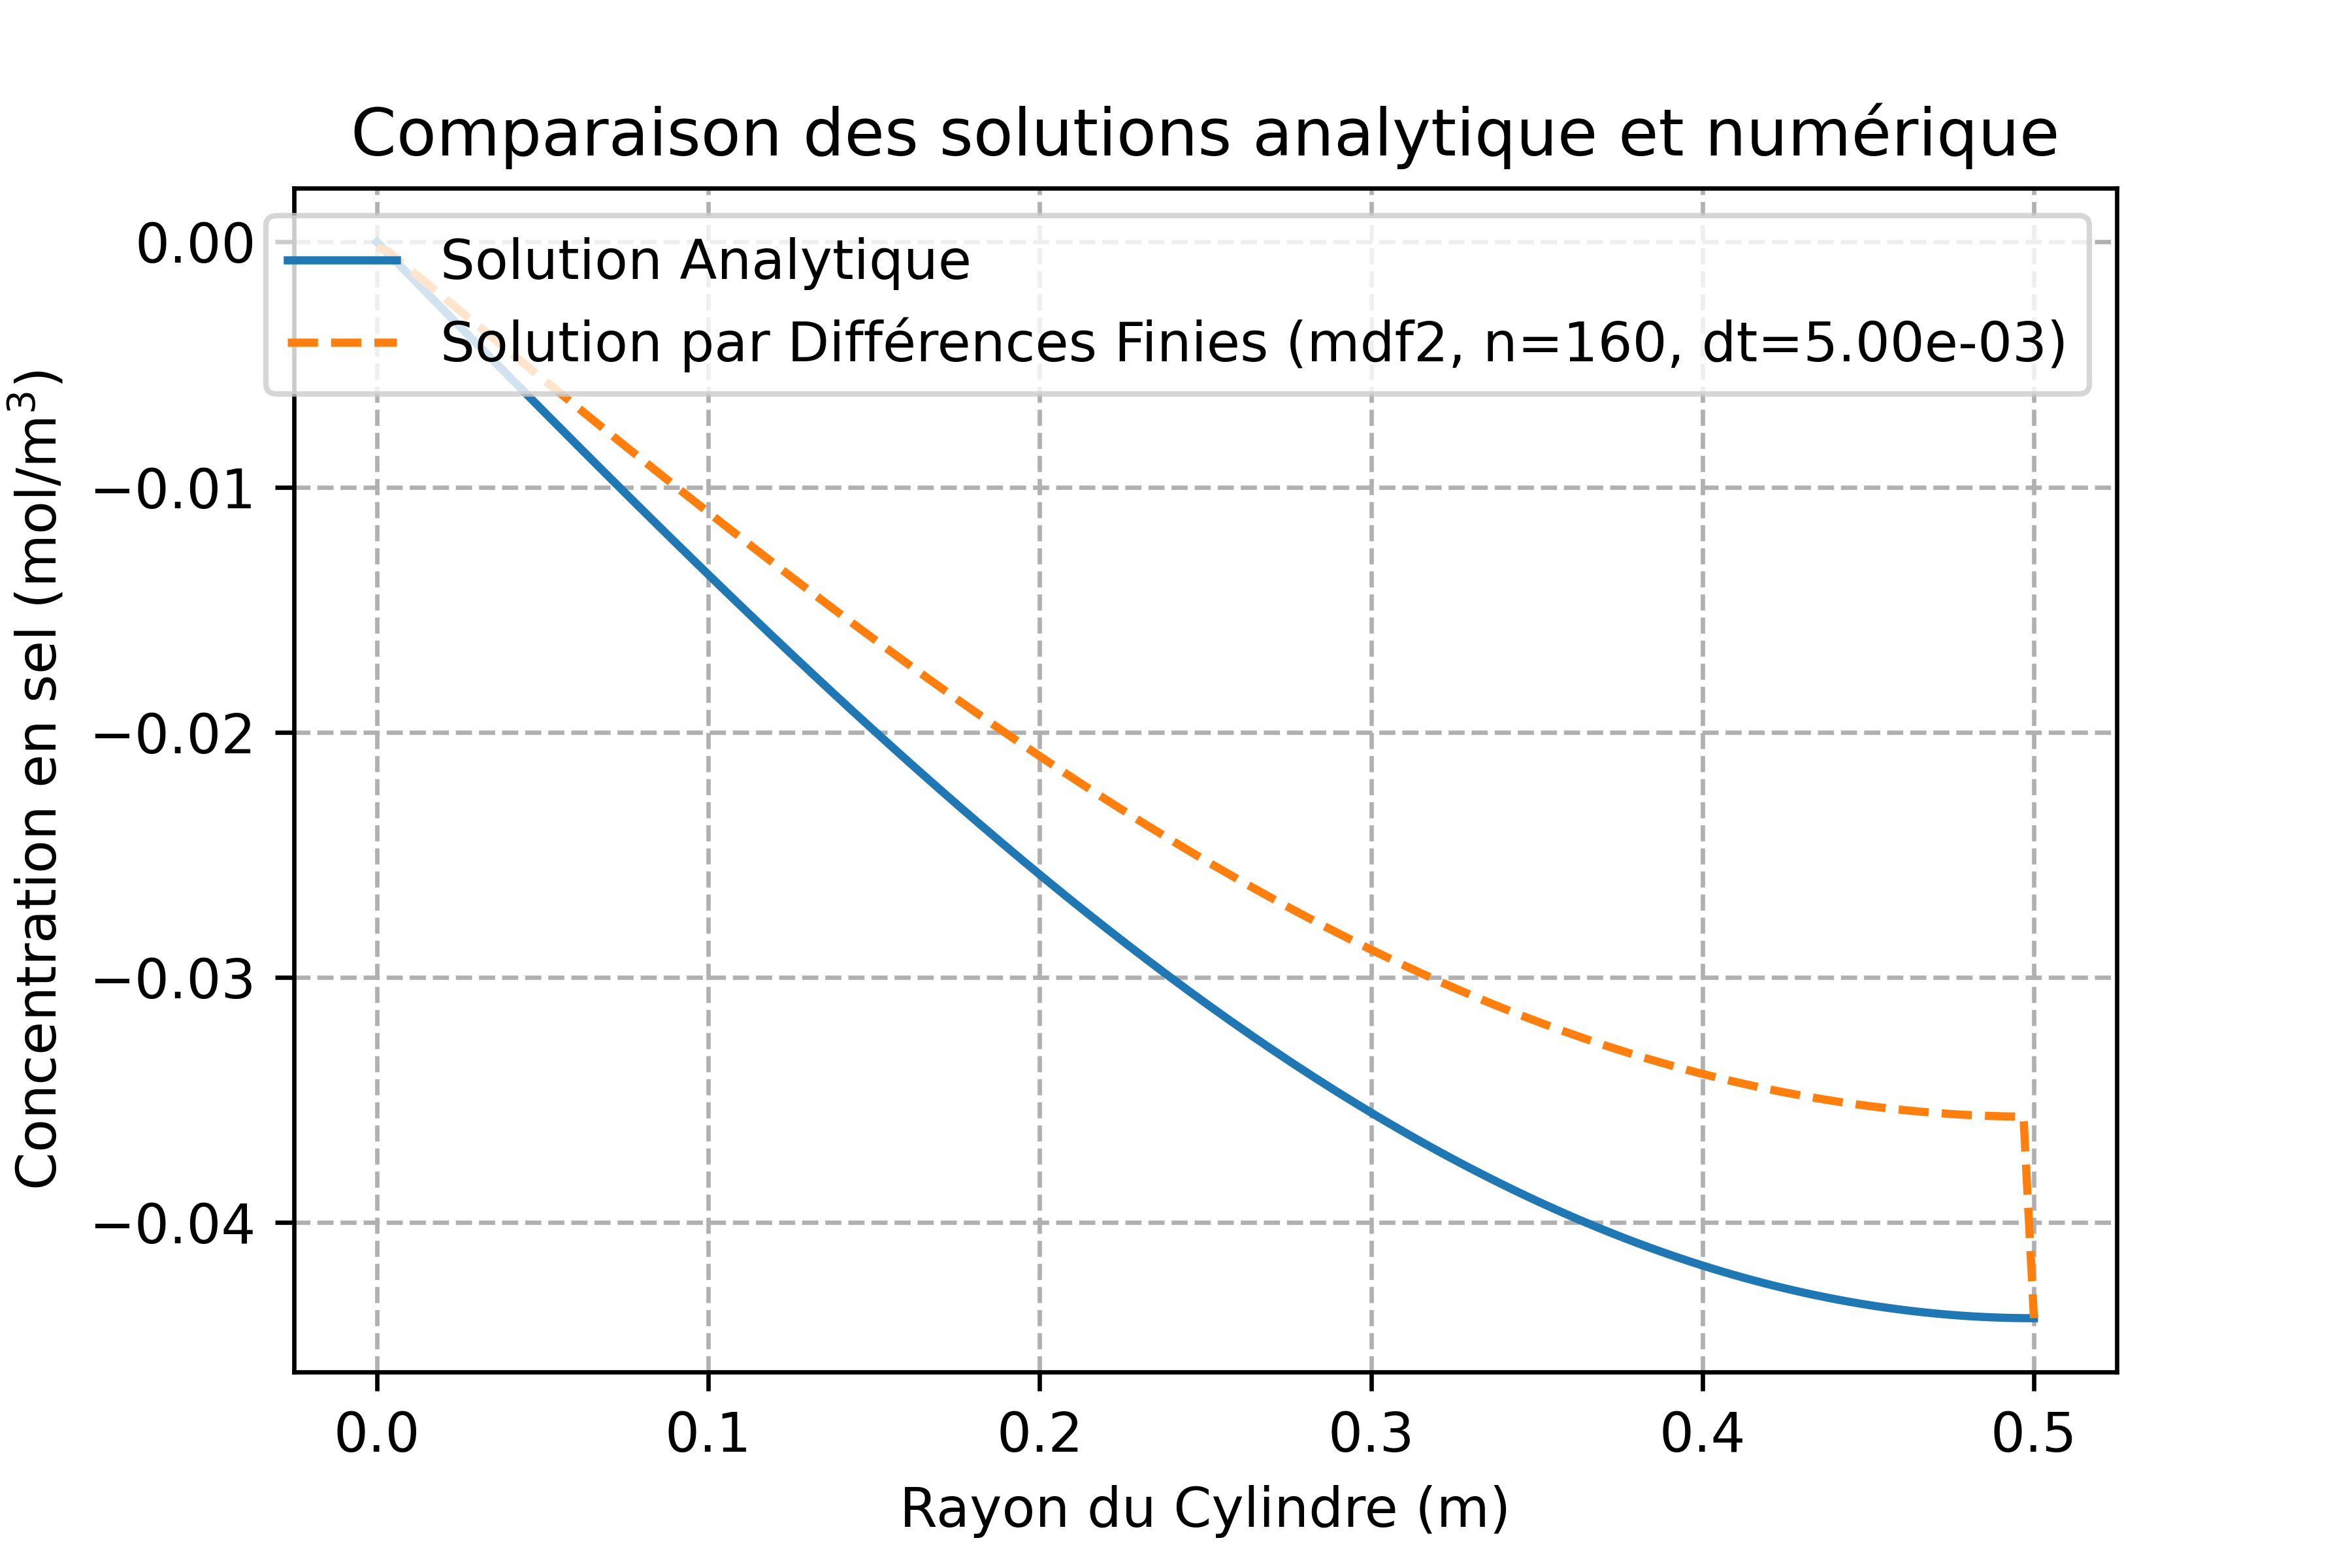 Comparaison des solutions analytique et numérique
Concentration en sel (mol/m³)
0.00
−0.01
−0.02
−0.03
−0.04
Solution Analytique
Solution par Différences Finies (mdf2, n=160, dt=5.00e-03)
0.0 0.1 0.2 0.3 0.4 0.5
Rayon du Cylindre (m)